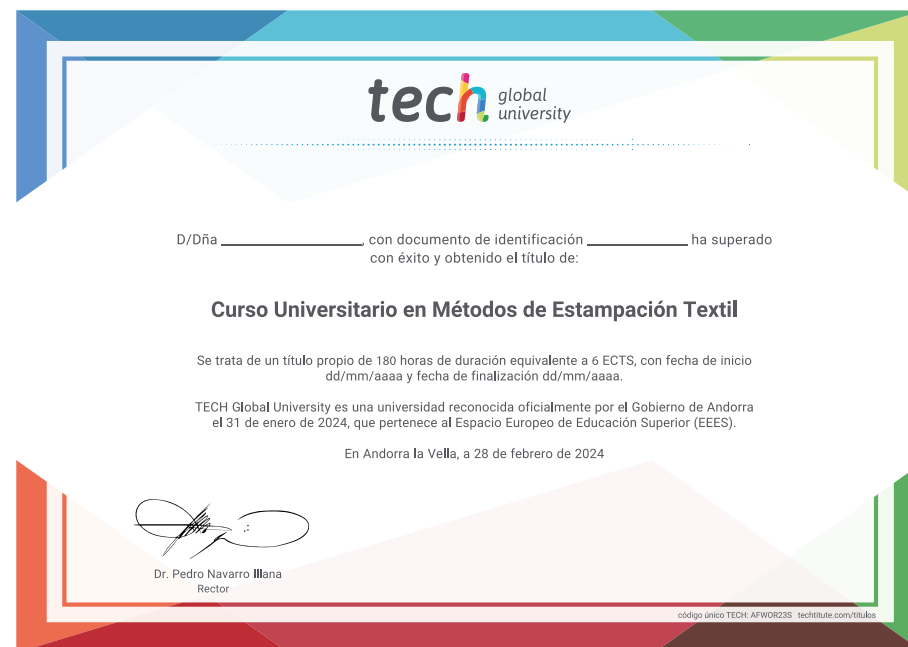 tech global university
D/Dña ____________________, con documento de identificación ______________ ha superado
con éxito y obtenido el título de:
Curso Universitario en Métodos de Estampación Textil
Se trata de un título propio de 180 horas de duración equivalente a 6 ECTS, con fecha de inicio
dd/mm/aaaa y fecha de finalización dd/mm/aaaa.
TECH Global University es una universidad reconocida oficialmente por el Gobierno de Andorra
el 31 de enero de 2024, que pertenece al Espacio Europeo de Educación Superior (EEES).
En Andorra la Vella, a 28 de febrero de 2024
Dr. Pedro Navarro Illana
Rector
código único TECH: AFWOR23S techtitute.com/titulos